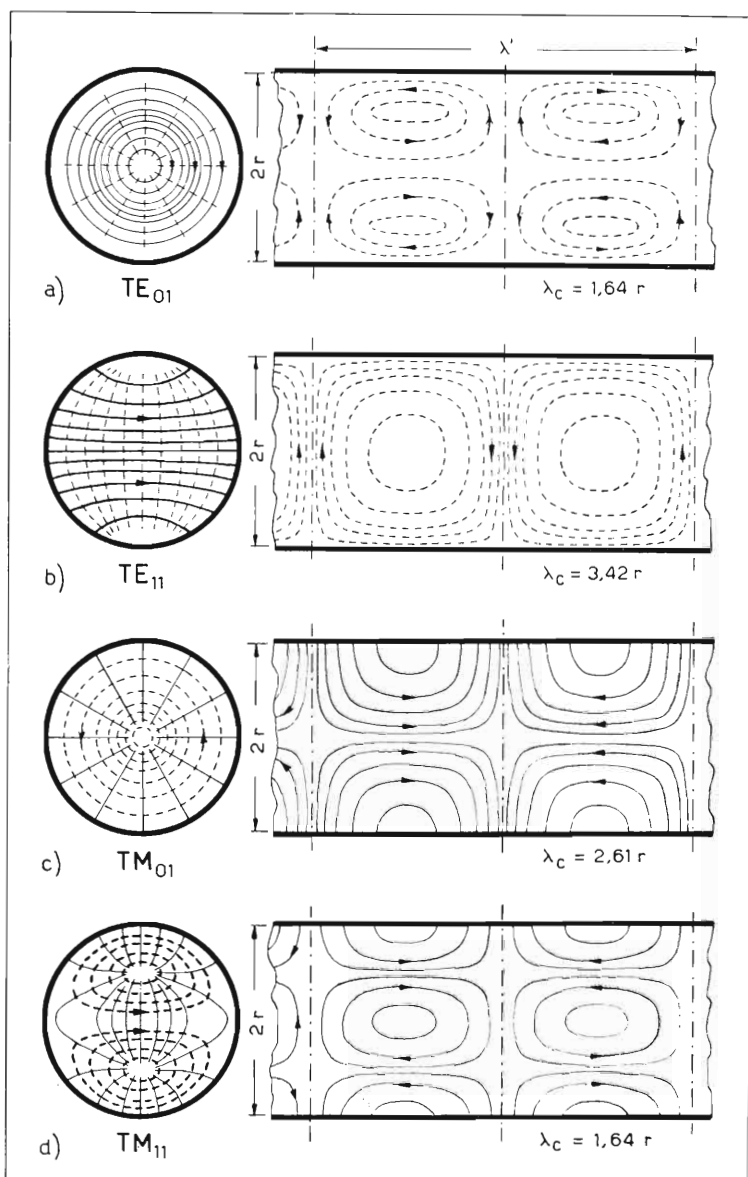 λ'
2r
a) TE₀₁
λc = 1,64 r
2r
b) TE₁₁
λc = 3,42 r
2r
c) TM₀₁
λc = 2,61 r
2r
d) TM₁₁
λc = 1,64 r